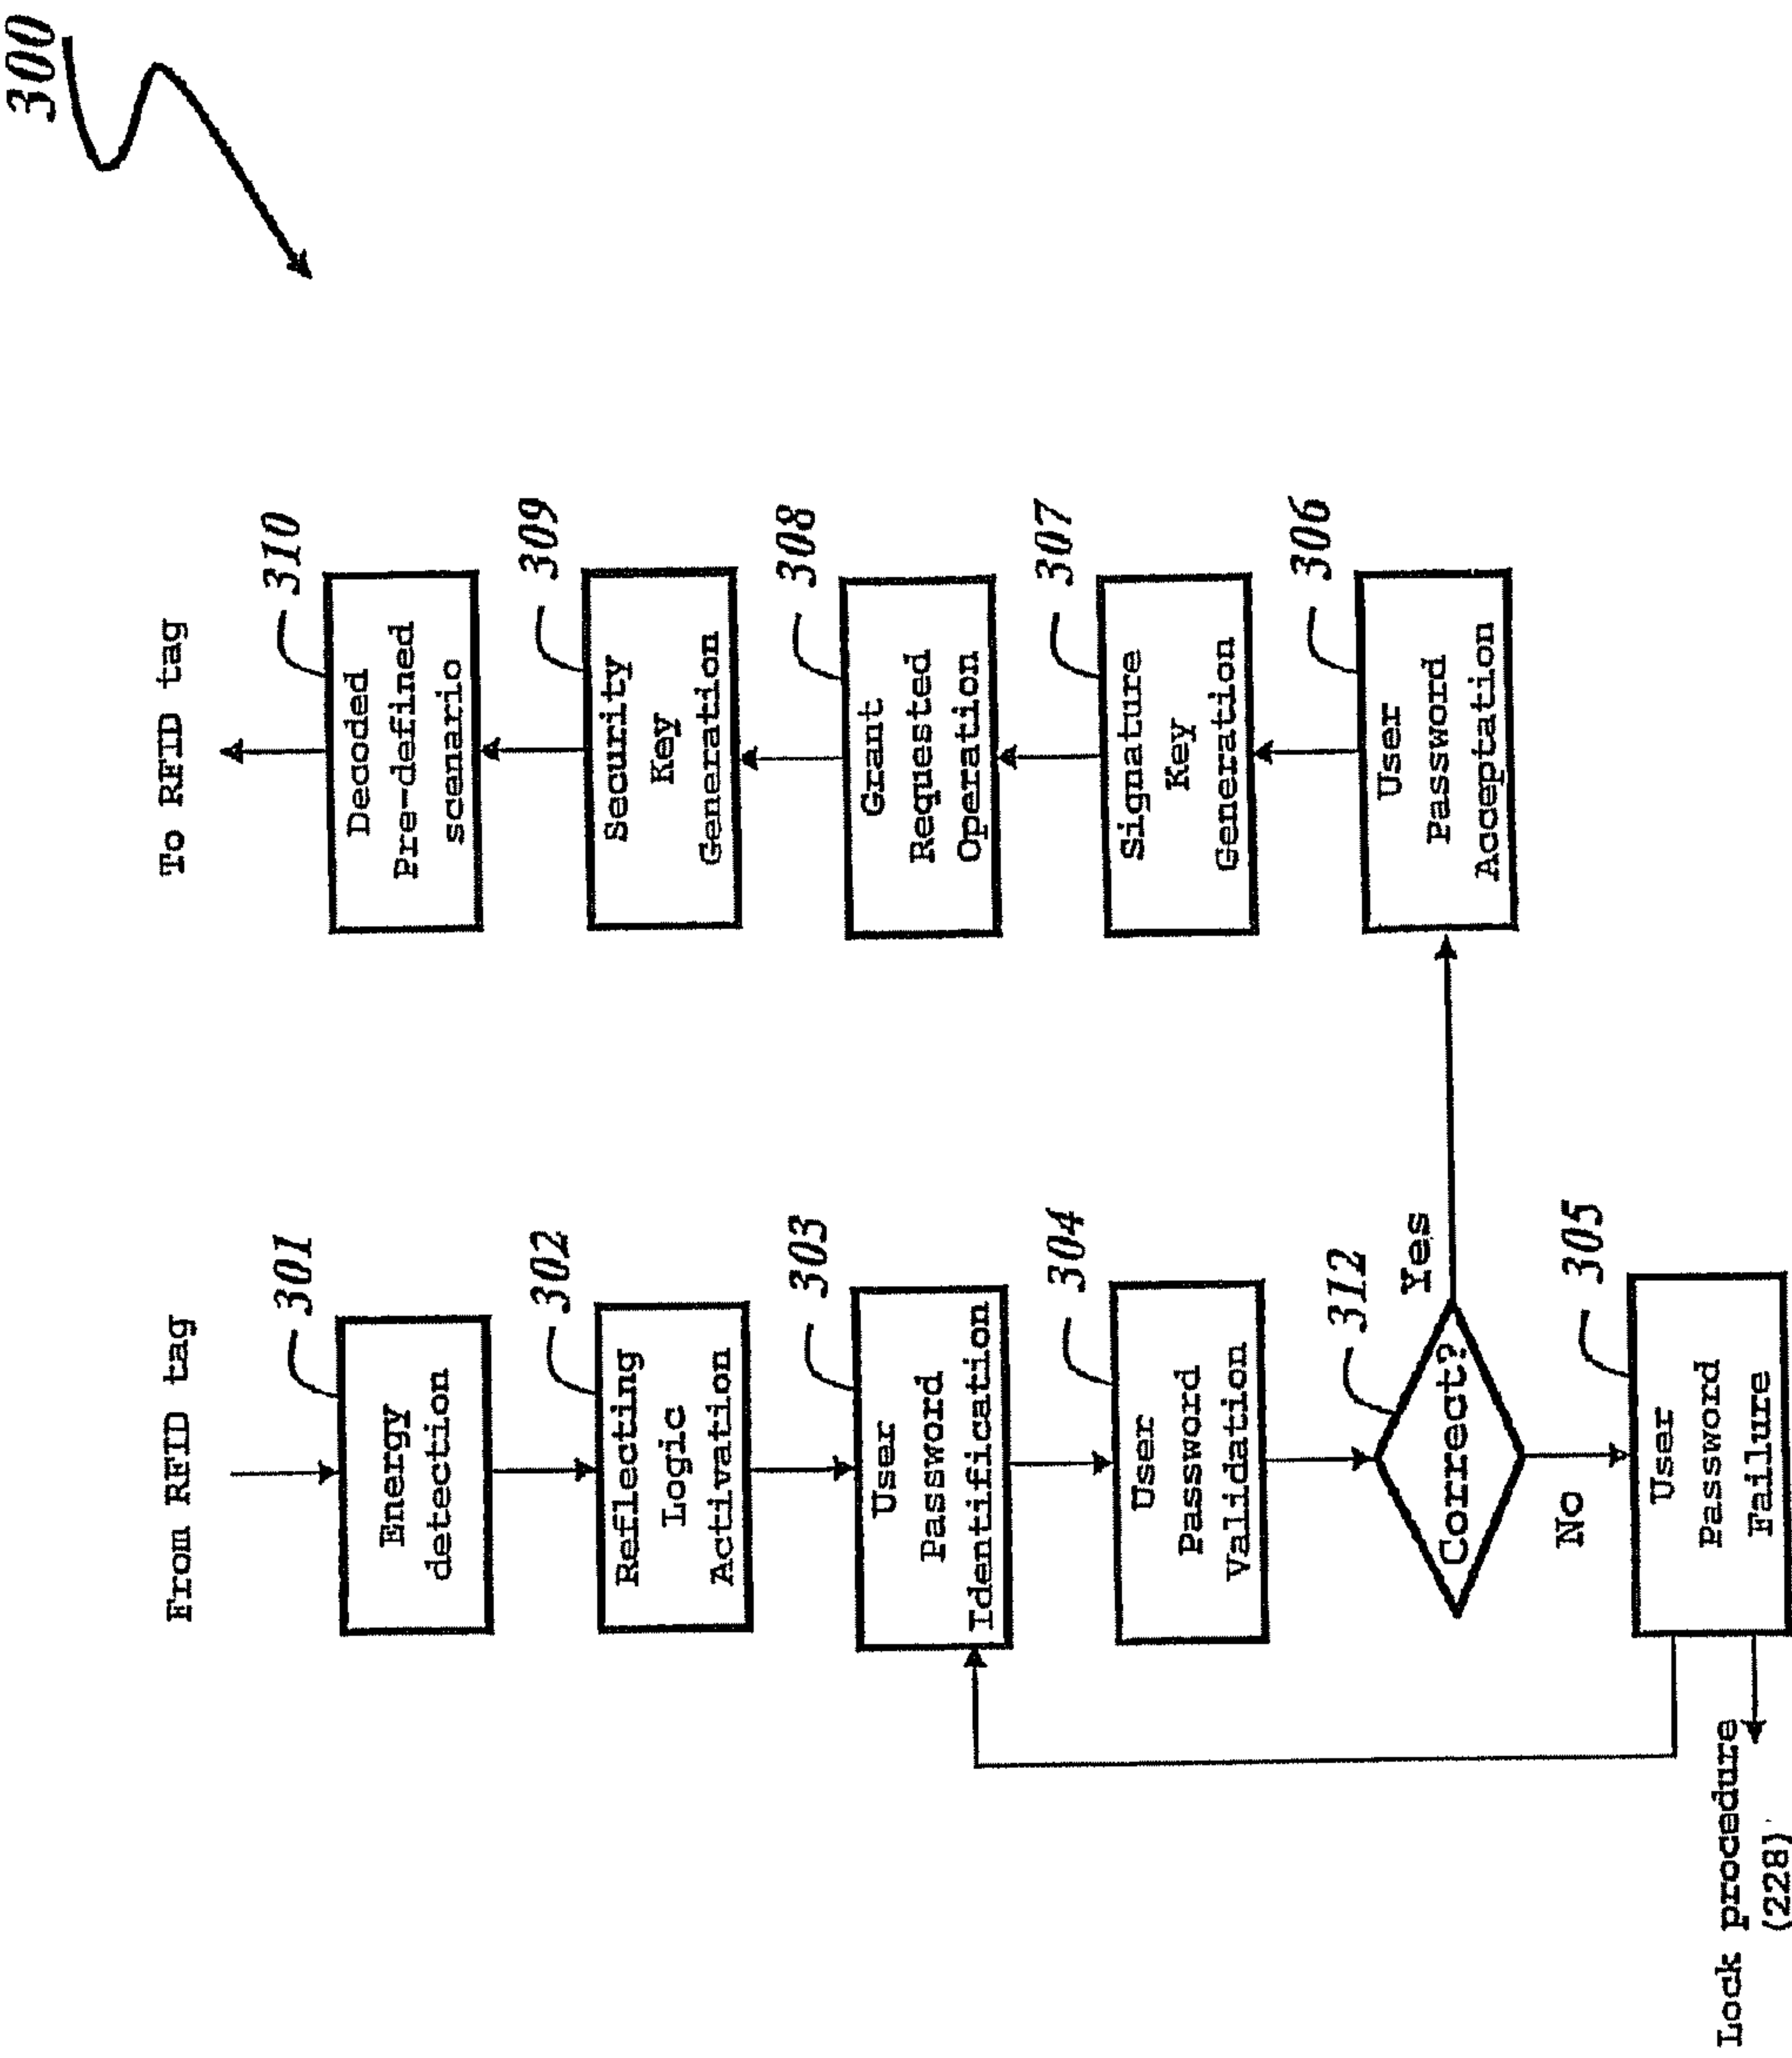 300
From RFID tag
301
Energy
detection
302
Reflecting
Logic
Activation
303
User
Password
Identification
304
User
Password
Validation
312
Correct?
Yes
No
305
User
Password
Failure
Lock procedure
(228)
To RFID tag
310
Decoded
Pre-defined
scenario
309
Security
Key
Generation
308
Grant
Requested
Operation
307
Signature
Key
Generation
306
User
Password
Acceptation